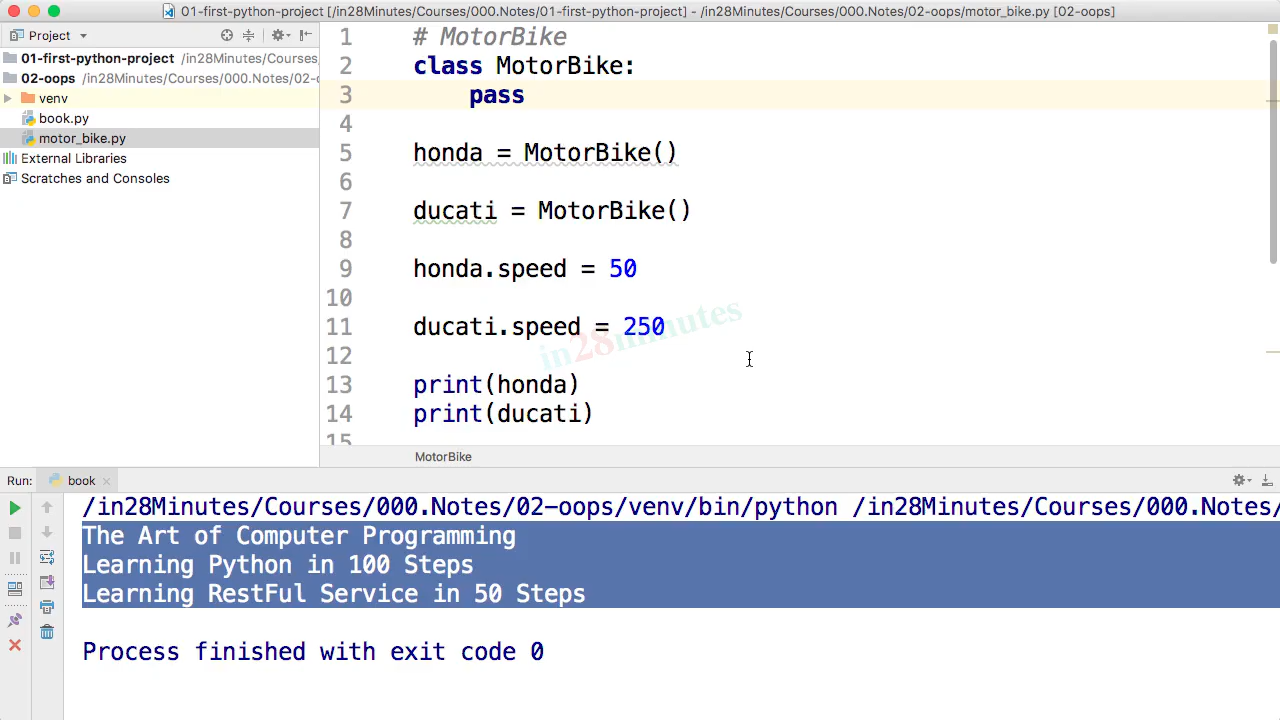 01-first-python-project [/in28Minutes/Courses/000.Notes/01-first-python-project] - /in28Minutes/Courses/000.Notes/02-oops/motor_bike.py [02-oops]
Project
01-first-python-project /in28Minutes/Courses
02-oops /in28Minutes/Courses/000.Notes/02-o
venv
book.py
motor_bike.py
External Libraries
Scratches and Consoles
1 # MotorBike
2 class MotorBike:
3 pass
4
5 honda = MotorBike()
6
7 ducati = MotorBike()
8
9 honda.speed = 50
10
11 ducati.speed = 250
12
13 print(honda)
14 print(ducati)
15
in28minutes
MotorBike
Run: book
/in28Minutes/Courses/000.Notes/02-oops/venv/bin/python /in28Minutes/Courses/000.Notes/
The Art of Computer Programming
Learning Python in 100 Steps
Learning RestFul Service in 50 Steps
Process finished with exit code 0